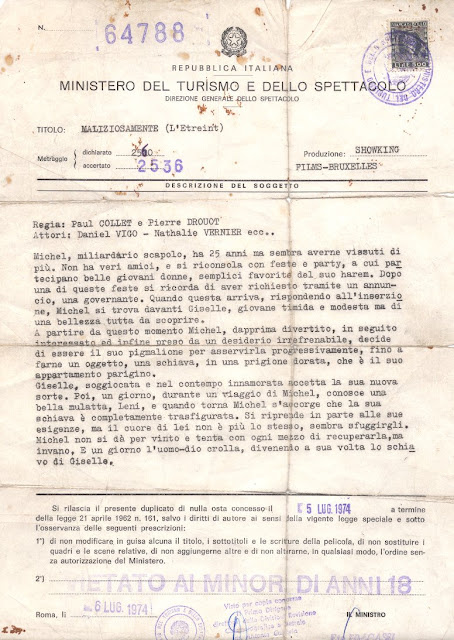 N. 64788
LIRE 500
REPUBBLICA ITALIANA
MINISTERO DEL TURISMO E DELLO SPETTACOLO
DIREZIONE GENERALE DELLO SPETTACOLO
TITOLO: MALIZIOSAMENTE (L'Etreint)
Metraggio dichiarato
accertato 2536
Produzione: SHOWKING
FILMS-BRUXELLES
DESCRIZIONE DEL SOGGETTO
Regia: Paul COLLET e Pierre DROUOT
Attori: Daniel VIGO - Nathalie VERNIER ecc..
Michel, miliardario scapolo, ha 25 anni ma sembra averne vissuti di
più. Non ha veri amici, e si riconsola con feste e party, a cui par
tecipano belle giovani donne, semplici favorite del suo harem. Dopo
una di queste feste si ricorda di aver richiesto tramite un annun-
cio, una governante. Quando questa arriva, rispondendo all'inserzio
ne, Michel si trova davanti Giselle, giovane timida e modesta ma di
una bellezza tutta da scoprire.
A partire da questo momento Michel, dapprima divertito, in seguito
interessato ed infine preso da un desiderio irrefrenabile, decide
di essere il suo pigmalione per asservirla progressivamente, fino a
farne un oggetto, una schiava, in una prigione dorata, che è il suo
appartamento parigino.
Giselle, soggiocata e nel contempo innamorata accetta la sua nuova
sorte. Poi, un giorno, durante un viaggio di Michel, conosce una
bella mulatta, Leni, e quando torna Michel s'accorge che la sua
schiava è completamente trasfigurata. Si riprende in parte alle sue
esigenze, ma il cuore di lei non è più lo stesso, sembra sfuggirgli.
Michel non si dà per vinto e tenta con ogni mezzo di recuperarla, ma
invano. E un giorno l'uomo-dio crolla, divenendo a sua volta lo schia
vo di Giselle.
Si rilascia il presente duplicato di nulla osta concesso il 5 LUG. 1974 a termine
della legge 21 aprile 1962 n. 161, salvo i diritti di autore ai sensi della vigente legge speciale e sotto
l'osservanza delle seguenti prescrizioni:
1°) di non modificare in guisa alcuna il titolo, i sottotitoli e le scritture della pellicola, di non sostituire i
quadri e le scene relative, di non aggiungerne altre e di non alterarne, in qualsiasi modo, l'ordine sen-
za autorizzazione del Ministero.
2°) VIETATO AI MINORI DI ANNI 18
Roma, li 6 LUG. 1974
Visto per copia conforme
Il Primo Dirigente
IL MINISTRO